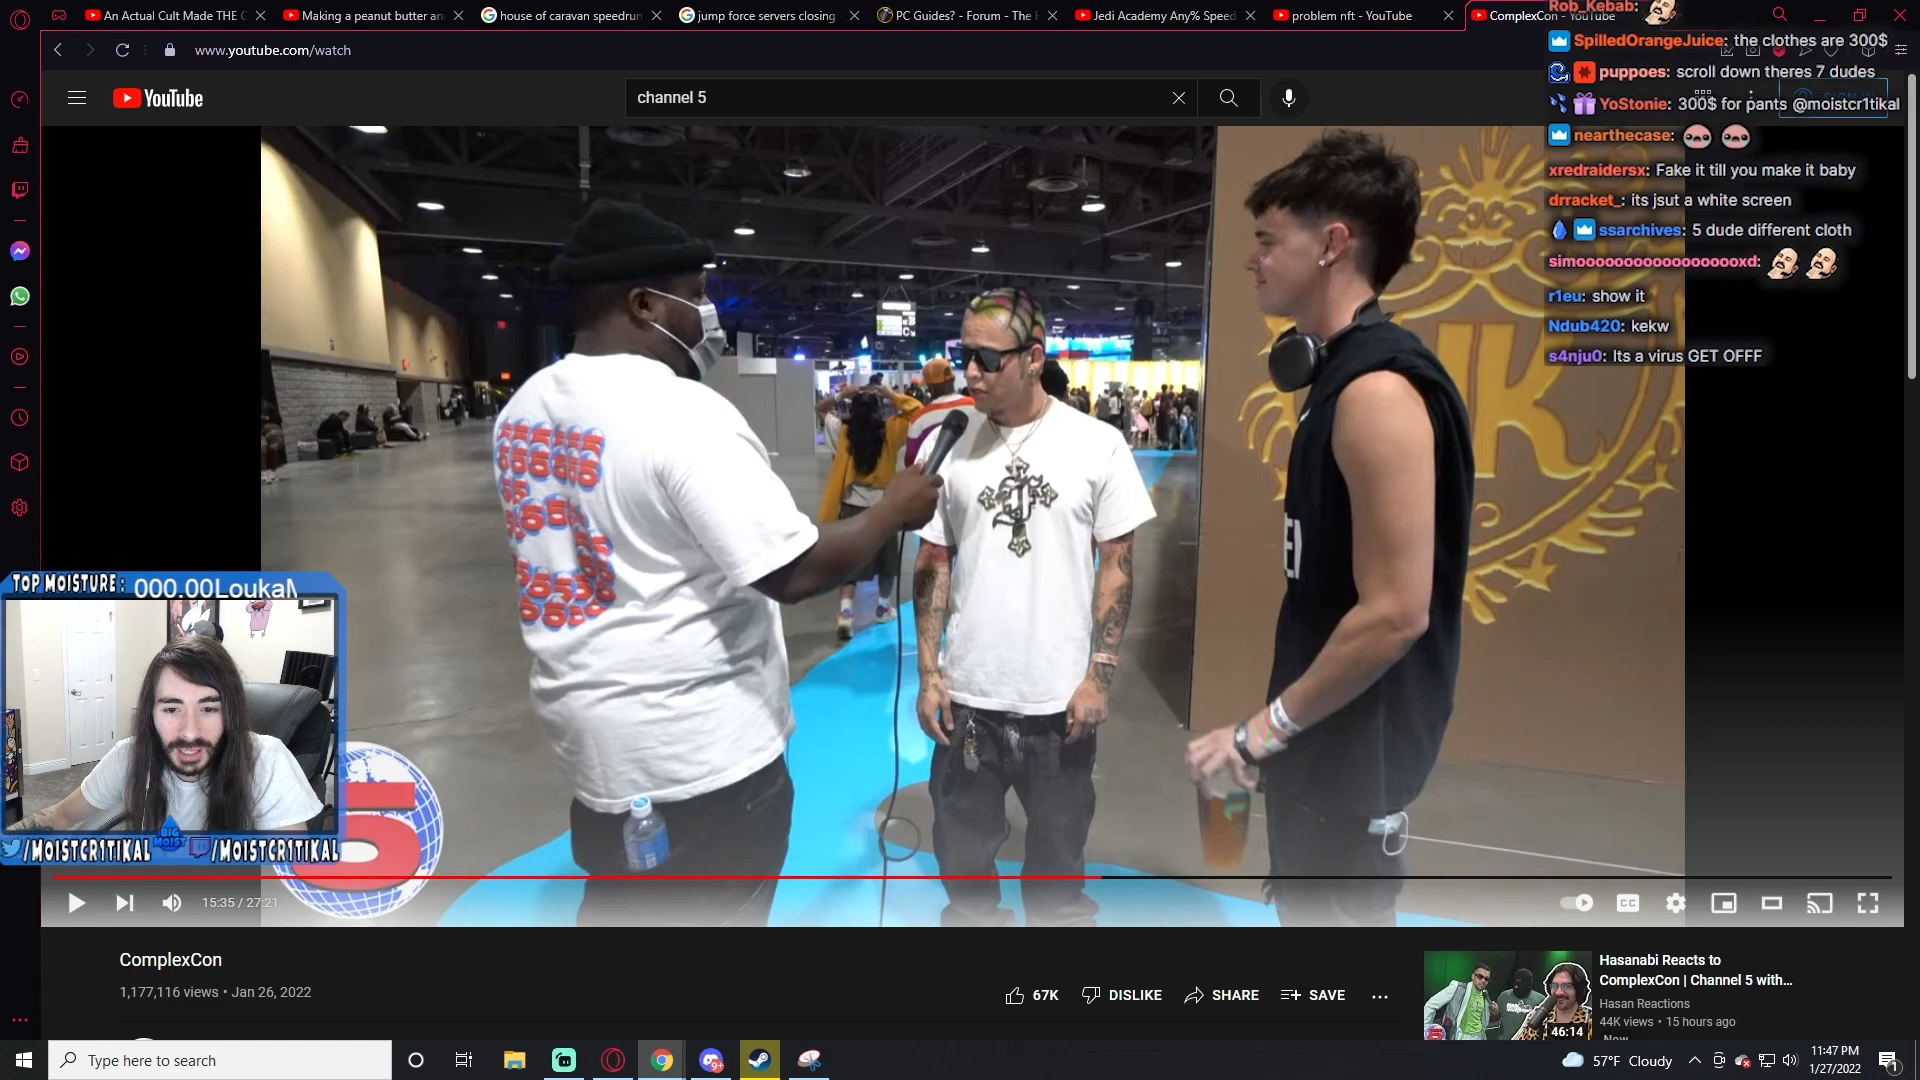 An Actual Cult Made THE C
Making a peanut butter an
house of caravan speedrun
jump force servers closing -
PC Guides? - Forum - The
Jedi Academy Any% Speed
problem nft - YouTube
ComplexCon - YouTube
www.youtube.com/watch
YouTube
channel 5
Rob_Kebab:
SpilledOrangeJuice: the clothes are 300$
puppoes: scroll down theres 7 dudes
YoStonie: 300$ for pants @moistcr1tikal
nearthecase:
xredraidersx: Fake it till you make it baby
drracket_: its jsut a white screen
ssarchives: 5 dude different cloth
simooooooooooooooooxd:
r1eu: show it
Ndub420: kekw
s4nju0: Its a virus GET OFFF
TOP MOISTURE: 000.00LoukaM
BIG
MOIST
/MOISTCR1TIKAL
/MOISTCR1TIKAL
5
15:35 / 27:21
CC
ComplexCon
1,177,116 views • Jan 26, 2022
67K
DISLIKE
SHARE
SAVE
Hasanabi Reacts to
ComplexCon | Channel 5 with...
Hasan Reactions
44K views • 15 hours ago
46:14
Type here to search
9+
57°F Cloudy
11:47 PM
1/27/2022
1